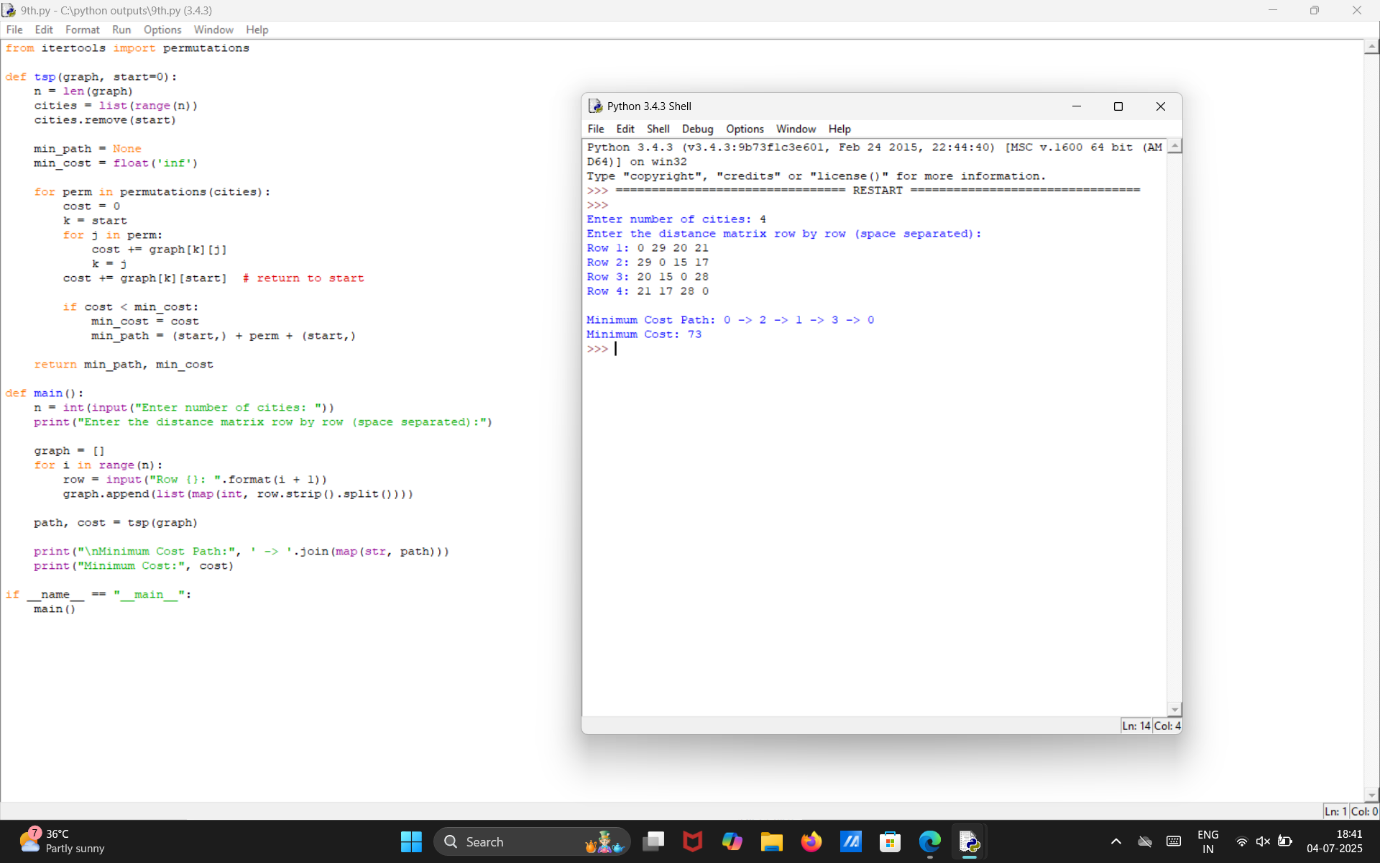 9th.py - C:\python outputs\9th.py (3.4.3)
File Edit Format Run Options Window Help
from itertools import permutations
def tsp(graph, start=0):
    n = len(graph)
    cities = list(range(n))
    cities.remove(start)
    min_path = None
    min_cost = float('inf')
    for perm in permutations(cities):
        cost = 0
        k = start
        for j in perm:
            cost += graph[k][j]
            k = j
        cost += graph[k][start]  # return to start
        if cost < min_cost:
            min_cost = cost
            min_path = (start,) + perm + (start,)
    return min_path, min_cost
def main():
    n = int(input("Enter number of cities: "))
    print("Enter the distance matrix row by row (space separated):")
    graph = []
    for i in range(n):
        row = input("Row {}: ".format(i + 1))
        graph.append(list(map(int, row.strip().split())))
    path, cost = tsp(graph)
    print("\nMinimum Cost Path:", ' -> '.join(map(str, path)))
    print("Minimum Cost:", cost)
if __name__ == "__main__":
    main()
Ln: 1 Col: 0
Python 3.4.3 Shell
File Edit Shell Debug Options Window Help
Python 3.4.3 (v3.4.3:9b73f1c3e601, Feb 24 2015, 22:44:40) [MSC v.1600 64 bit (AM
D64)] on win32
Type "copyright", "credits" or "license()" for more information.
>>> ================================ RESTART ================================
>>>
Enter number of cities: 4
Enter the distance matrix row by row (space separated):
Row 1: 0 29 20 21
Row 2: 29 0 15 17
Row 3: 20 15 0 28
Row 4: 21 17 28 0
Minimum Cost Path: 0 -> 2 -> 1 -> 3 -> 0
Minimum Cost: 73
>>>
Ln: 14 Col: 4
7
36°C
Partly sunny
Search
ENG
IN
18:41
04-07-2025